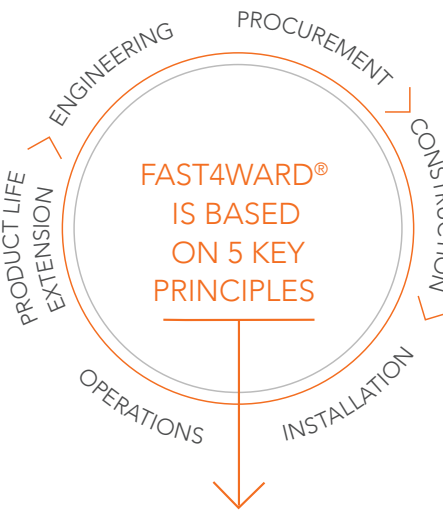 ENGINEERING
PROCUREMENT
CONSTRUCTION
INSTALLATION
OPERATIONS
PRODUCT LIFE
EXTENSION
FAST4WARD®
IS BASED
ON 5 KEY
PRINCIPLES